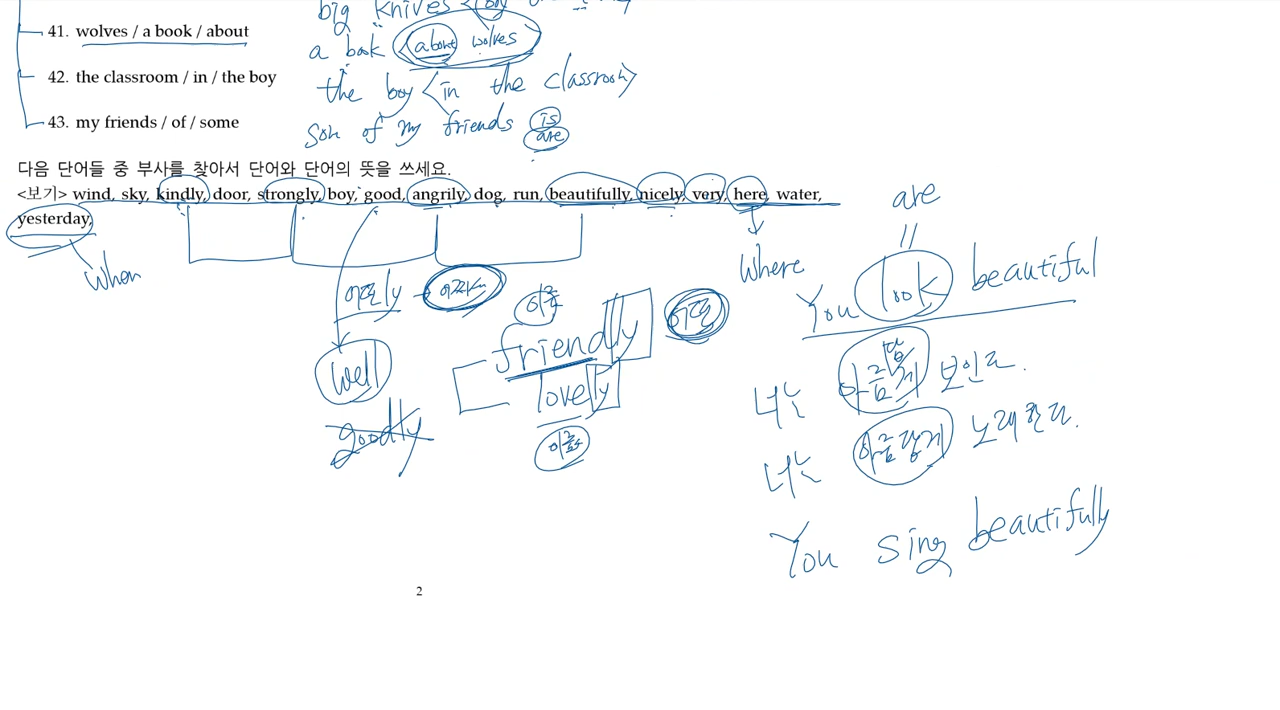 big knives
41. wolves / a book / about
a book about wolves
42. the classroom / in / the boy
the boy < in the classroom >
43. my friends / of / some
Som of my friends is
are
다음 단어들 중 부사를 찾아서 단어와 단어의 뜻을 쓰세요.
<보기> wind, sky, kindly, door, strongly, boy, good, angrily, dog, run, beautifully, nicely, very, here, water,
yesterday,
when
where
are
You look beautiful
well
goodly
friendly
lovely
너는 보인다.
너는 아름답게 노래한다.
You sing beautifully
2